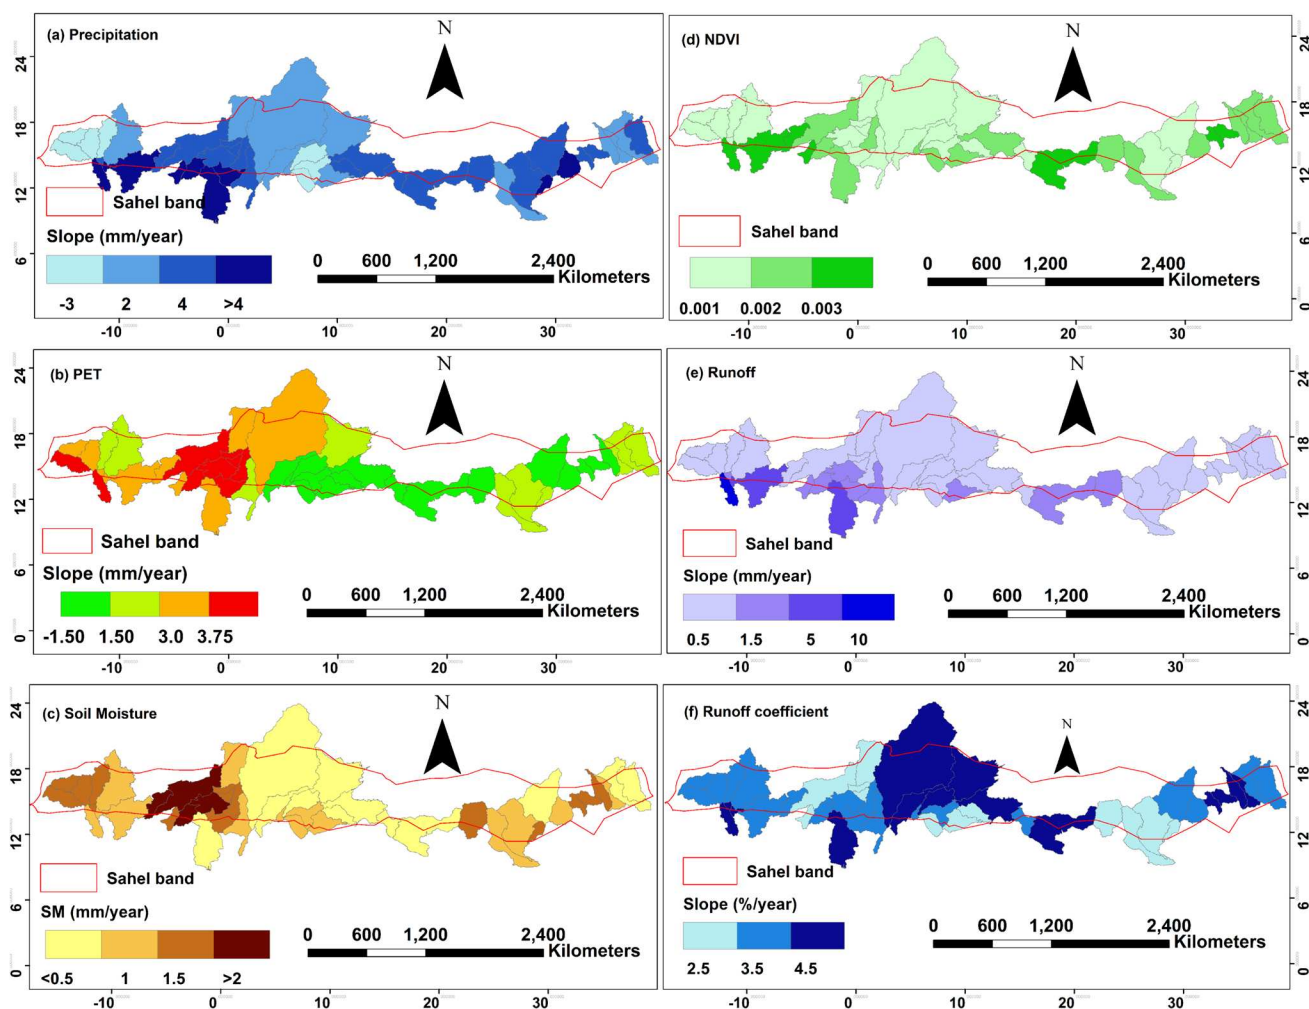 (a) Precipitation
N
24
18
12
6
Sahel band
Slope (mm/year)
-3 2 4 >4
0 600 1,200 2,400
Kilometers
-10 0 10 20 30
(d) NDVI
N
24
18
12
6
0
Sahel band
0.001 0.002 0.003
0 600 1,200 2,400
Kilometers
-10 0 10 20 30
(b) PET
N
24
18
12
6
0
Sahel band
Slope (mm/year)
-1.50 1.50 3.0 3.75
0 600 1,200 2,400
Kilometers
-10 0 10 20 30
(e) Runoff
N
24
18
12
6
0
Sahel band
Slope (mm/year)
0.5 1.5 5 10
0 600 1,200 2,400
Kilometers
-10 0 10 20 30
(c) Soil Moisture
N
24
18
12
6
0
Sahel band
SM (mm/year)
<0.5 1 1.5 >2
0 600 1,200 2,400
Kilometers
-10 0 10 20 30
(f) Runoff coefficient
N
24
18
12
6
0
Sahel band
Slope (%/year)
2.5 3.5 4.5
0 600 1,200 2,400
Kilometers
-10 0 10 20 30